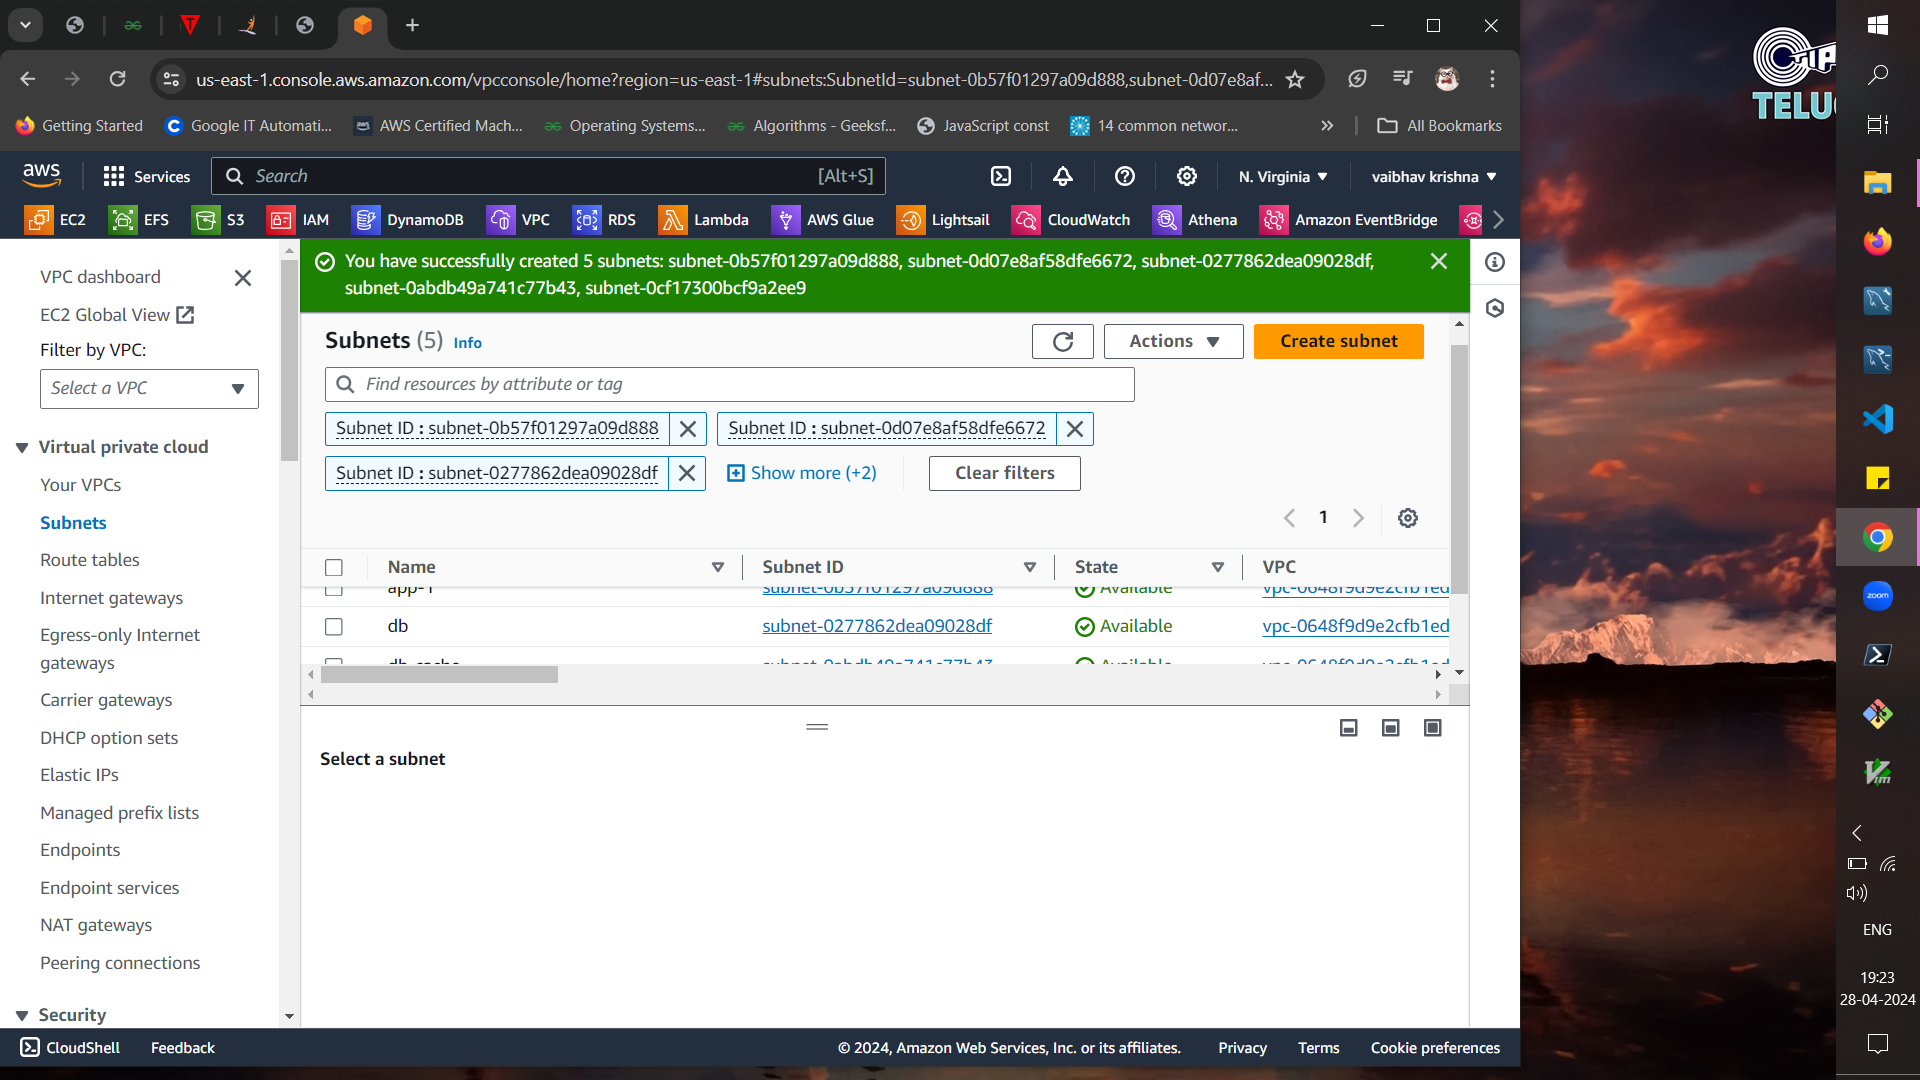 us-east-1.console.aws.amazon.com/vpcconsole/home?region=us-east-1#subnets:SubnetId=subnet-0b57f01297a09d888,subnet-0d07e8af...
Getting Started
Google IT Automati...
AWS Certified Mach...
Operating Systems...
Algorithms - Geeksf...
JavaScript const
14 common networ...
All Bookmarks
aws
Services
Search
[Alt+S]
N. Virginia
vaibhav krishna
EC2
EFS
S3
IAM
DynamoDB
VPC
RDS
Lambda
AWS Glue
Lightsail
CloudWatch
Athena
Amazon EventBridge
VPC dashboard
EC2 Global View
Filter by VPC:
Select a VPC
Virtual private cloud
Your VPCs
Subnets
Route tables
Internet gateways
Egress-only Internet
gateways
Carrier gateways
DHCP option sets
Elastic IPs
Managed prefix lists
Endpoints
Endpoint services
NAT gateways
Peering connections
Security
You have successfully created 5 subnets: subnet-0b57f01297a09d888, subnet-0d07e8af58dfe6672, subnet-0277862dea09028df,
subnet-0abdb49a741c77b43, subnet-0cf17300bcf9a2ee9
Subnets (5) Info
Actions
Create subnet
Find resources by attribute or tag
Subnet ID : subnet-0b57f01297a09d888
Subnet ID : subnet-0d07e8af58dfe6672
Subnet ID : subnet-0277862dea09028df
Show more (+2)
Clear filters
1
Name
Subnet ID
State
VPC
app-1
subnet-0b57f01297a09d888
Available
vpc-0648f9d9e2cfb1ed
db
subnet-0277862dea09028df
Available
vpc-0648f9d9e2cfb1ed
db-cache
subnet-0abdb49a741c77b43
Available
vpc-0648f9d9e2cfb1ed
Select a subnet
CloudShell
Feedback
© 2024, Amazon Web Services, Inc. or its affiliates.
Privacy
Terms
Cookie preferences
zoom
Vim
ENG
19:23
28-04-2024